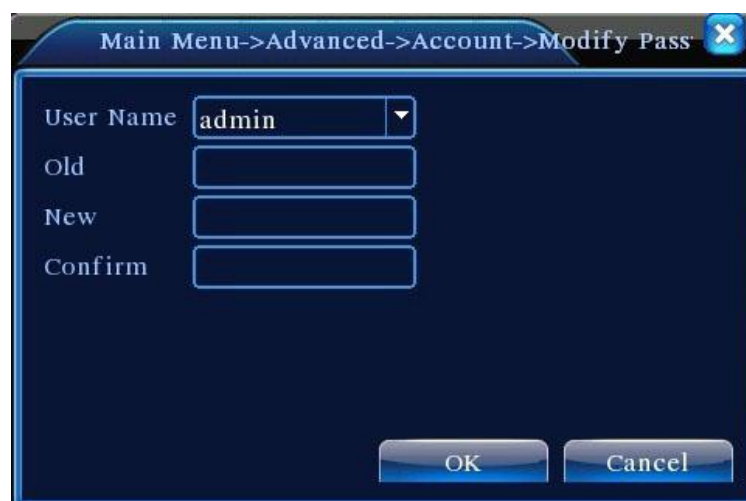 Main Menu->Advanced->Account->Modify Pass
User Name admin
Old
New
Confirm
OK Cancel